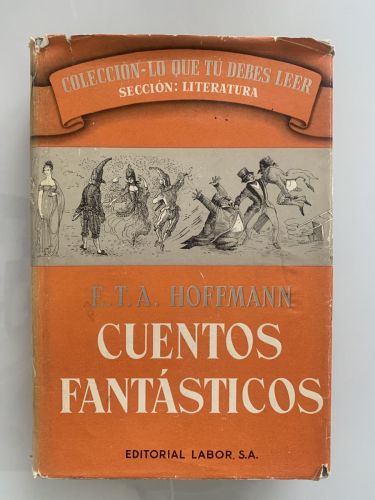 COLECCIÓN-LO QUE TÚ DEBES LEER
SECCIÓN: LITERATURA
E.T.A. HOFFMANN
CUENTOS
FANTÁSTICOS
EDITORIAL LABOR, S.A.